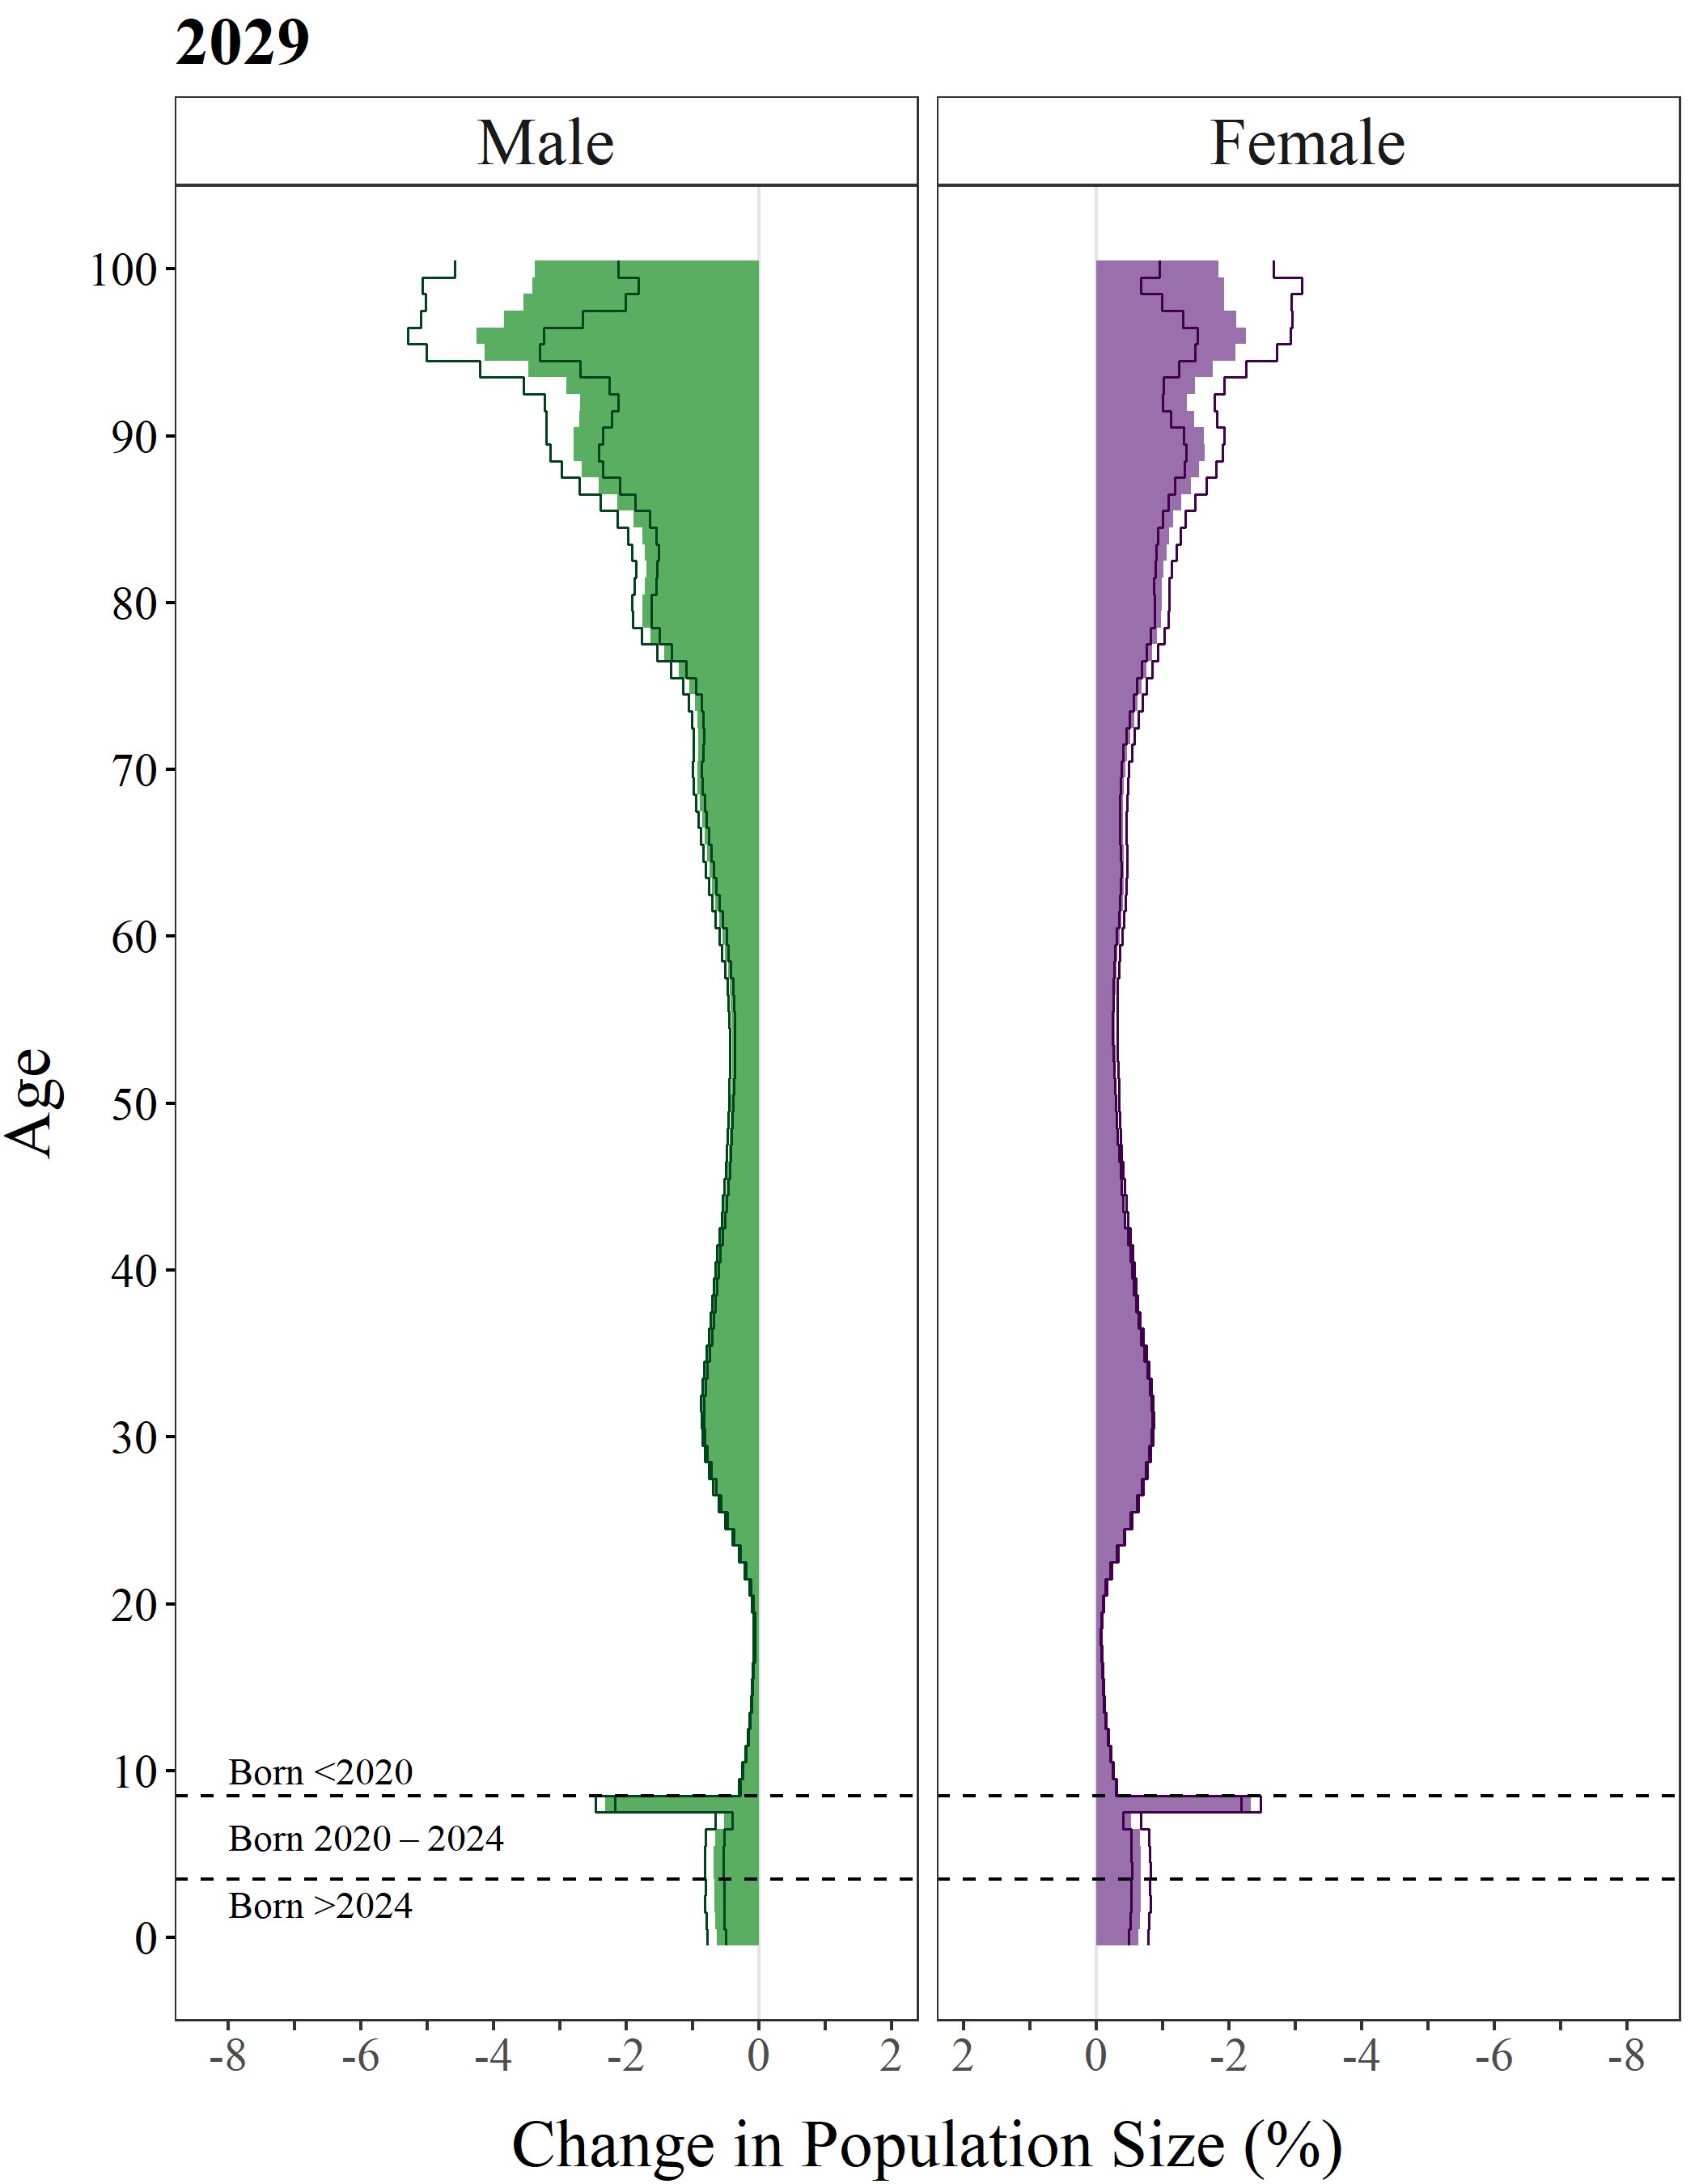 2029
Male
Female
100
90
80
70
60
50
40
30
20
10
0
Age
Born <2020
Born 2020 – 2024
Born >2024
-8 -6 -4 -2 0 2
2 0 -2 -4 -6 -8
Change in Population Size (%)